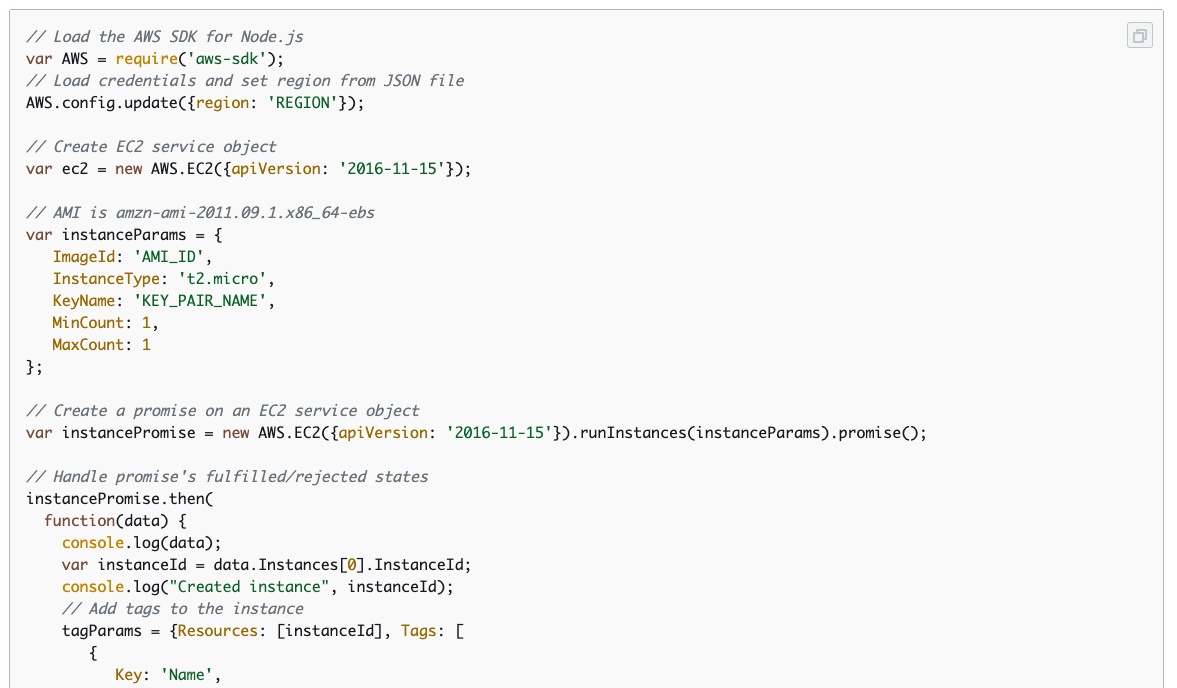 // Load the AWS SDK for Node.js
var AWS = require('aws-sdk');
// Load credentials and set region from JSON file
AWS.config.update({region: 'REGION'});

// Create EC2 service object
var ec2 = new AWS.EC2({apiVersion: '2016-11-15'});

// AMI is amzn-ami-2011.09.1.x86_64-ebs
var instanceParams = {
   ImageId: 'AMI_ID',
   InstanceType: 't2.micro',
   KeyName: 'KEY_PAIR_NAME',
   MinCount: 1,
   MaxCount: 1
};

// Create a promise on an EC2 service object
var instancePromise = new AWS.EC2({apiVersion: '2016-11-15'}).runInstances(instanceParams).promise();

// Handle promise's fulfilled/rejected states
instancePromise.then(
  function(data) {
    console.log(data);
    var instanceId = data.Instances[0].InstanceId;
    console.log("Created instance", instanceId);
    // Add tags to the instance
    tagParams = {Resources: [instanceId], Tags: [
       {
          Key: 'Name',